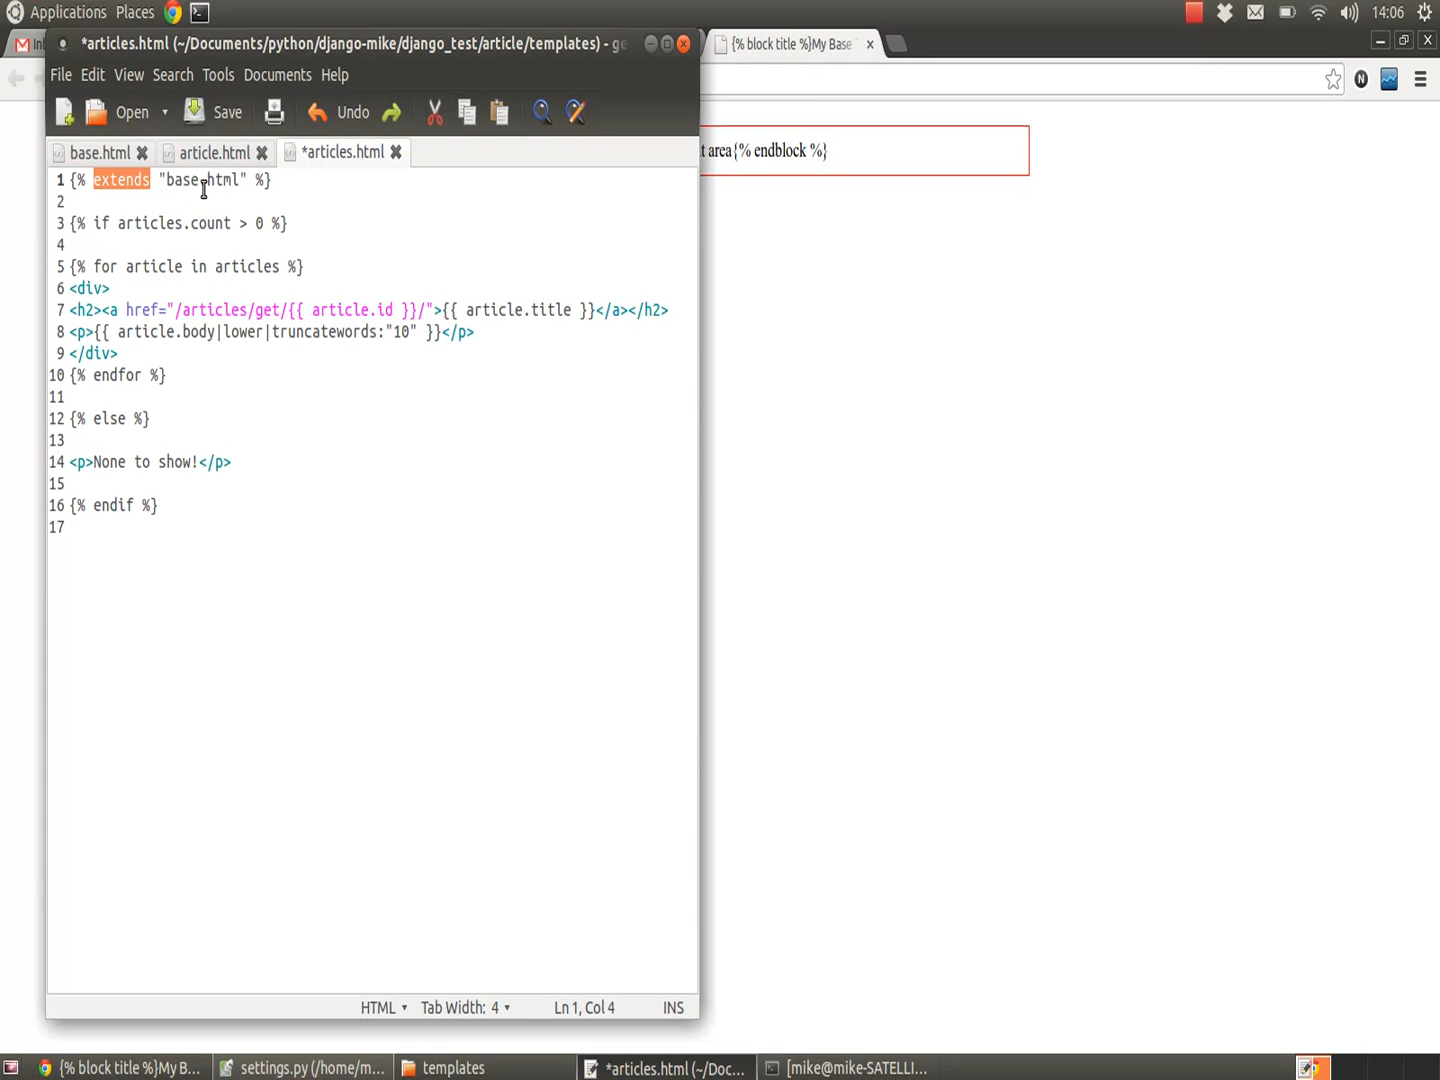 Applications Places 14:06
*articles.html (~/Documents/python/django-mike/django_test/article/templates) - ge
{% block title %}My Base
File Edit View Search Tools Documents Help
N
Open Save Undo
base.html article.html *articles.html
1 {% extends "base.html" %}
t area{% endblock %}
2
3 {% if articles.count > 0 %}
4
5 {% for article in articles %}
6 <div>
7 <h2><a href="/articles/get/{{ article.id }}/">{{ article.title }}</a></h2>
8 <p>{{ article.body|lower|truncatewords:"10" }}</p>
9 </div>
10 {% endfor %}
11
12 {% else %}
13
14 <p>None to show!</p>
15
16 {% endif %}
17
HTML Tab Width: 4 Ln 1, Col 4 INS
{% block title %}My B... settings.py (/home/m... templates *articles.html (~/Doc... [mike@mike-SATELLI...